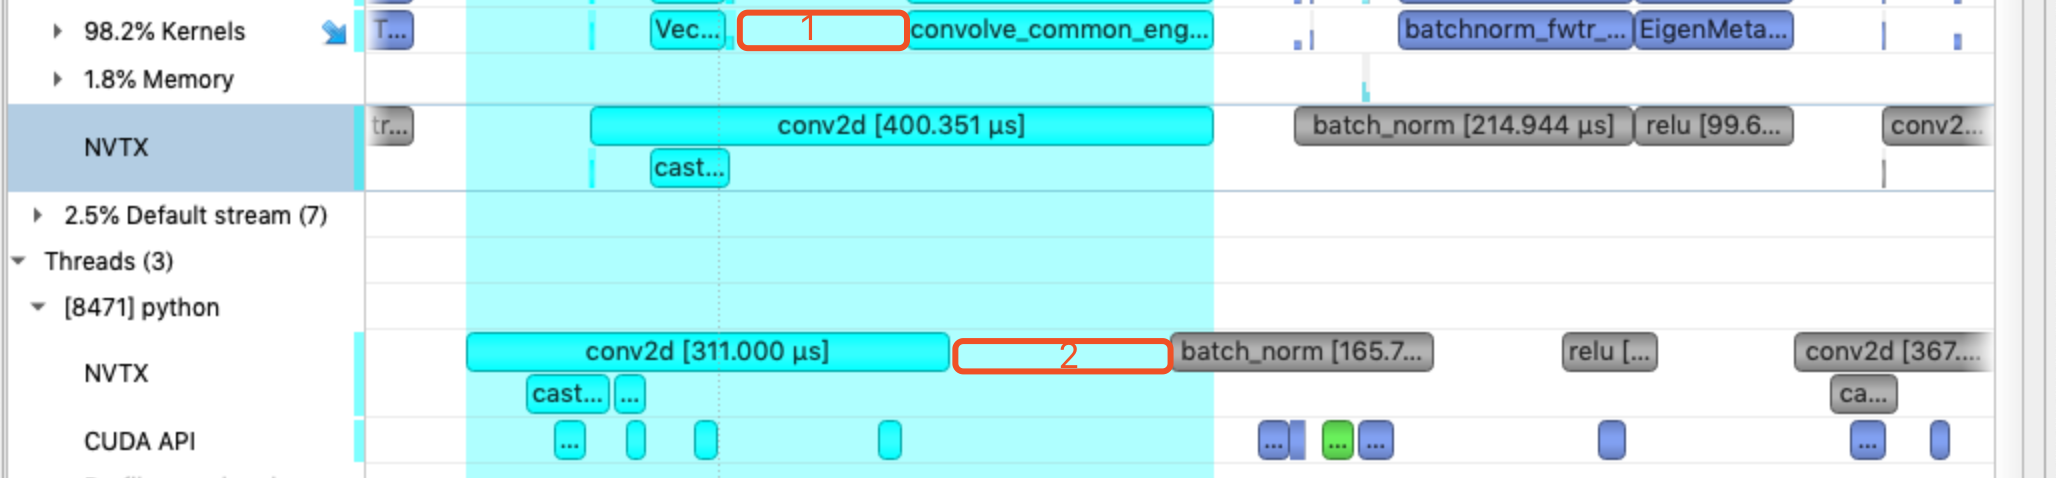 98.2% Kernels T... Vec... 1 convolve_common_eng... batchnorm_fwtr_... EigenMeta...
1.8% Memory
NVTX tr... conv2d [400.351 µs] batch_norm [214.944 µs] relu [99.6... conv2...
cast...
2.5% Default stream (7)
Threads (3)
[8471] python
NVTX conv2d [311.000 µs] 2 batch_norm [165.7... relu [... conv2d [367....
cast... ... ca...
CUDA API ... ... ... ... ...